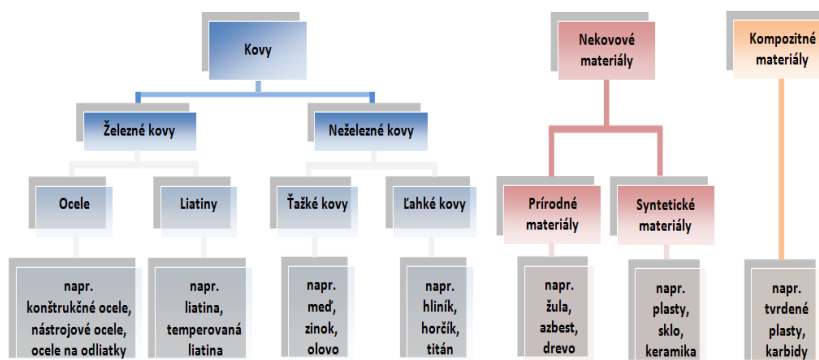 Kovy
Nekovové
materiály
Kompozitné
materiály
Železné kovy
Neželezné kovy
Ocele
Liatiny
Ťažké kovy
Ľahké kovy
Prírodné
materiály
Syntetické
materiály
napr.
konštrukčné ocele,
nástrojové ocele,
ocele na odliatky
napr.
liatina,
temperovaná
liatina
napr.
meď,
zinok,
olovo
napr.
hliník,
horčík,
titán
napr.
žula,
azbest,
drevo
napr.
plasty,
sklo,
keramika
napr.
tvrdené
plasty,
karbidy